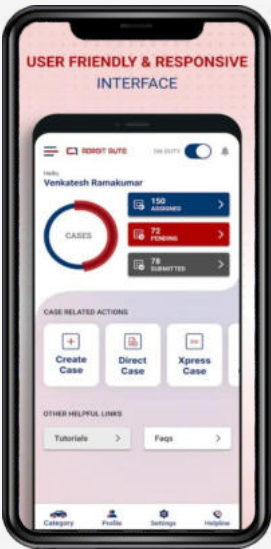 USER FRIENDLY & RESPONSIVE
INTERFACE
ADROIT AUTO
ON DUTY
Hello,
Venkatesh Ramakumar
150
ASSIGNED
CASES
72
PENDING
78
SUBMITTED
CASE RELATED ACTIONS
Create
Case
Direct
Case
Xpress
Case
OTHER HELPFUL LINKS
Tutorials
Faqs
Category
Profile
Settings
Helpline